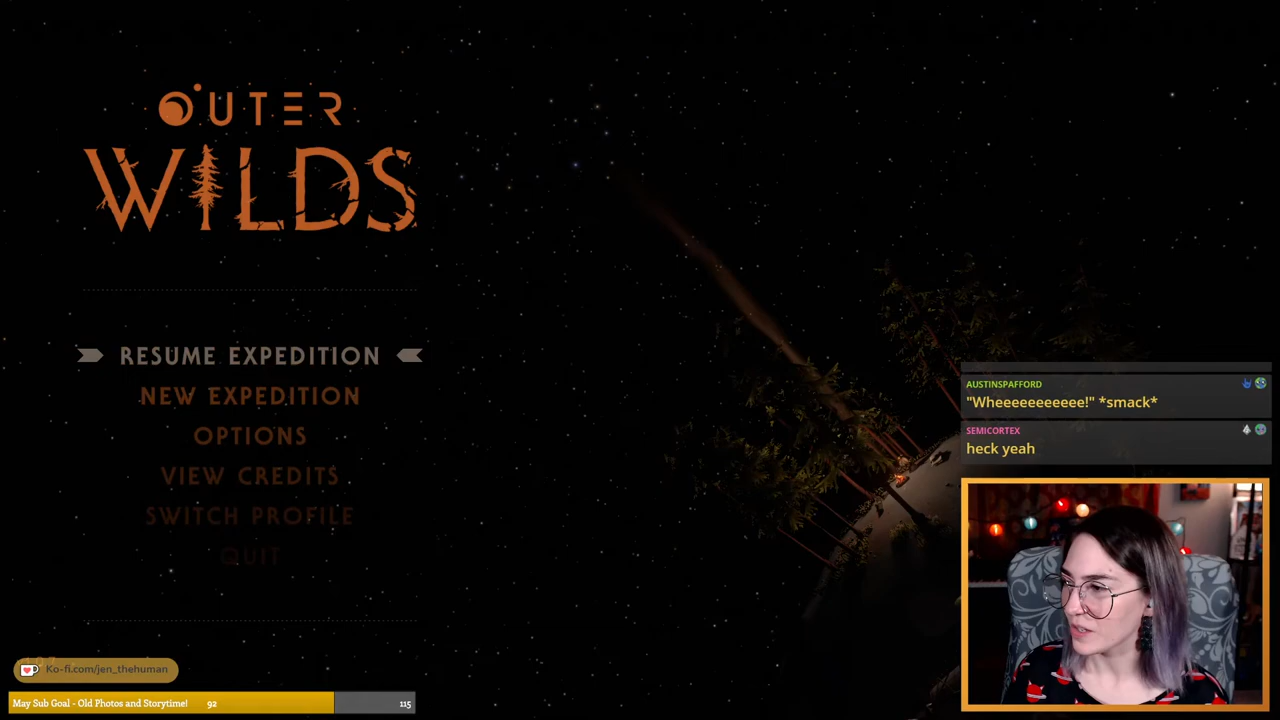 OUTER
WILDS
RESUME EXPEDITION
NEW EXPEDITION
OPTIONS
VIEW CREDITS
SWITCH PROFILE
QUIT
AUSTINSPAFFORD
"Wheeeeeeeeeee!" *smack*
SEMICORTEX
heck yeah
Ko-fi.com/jen_thehuman
May Sub Goal - Old Photos and Storytime! 92 115